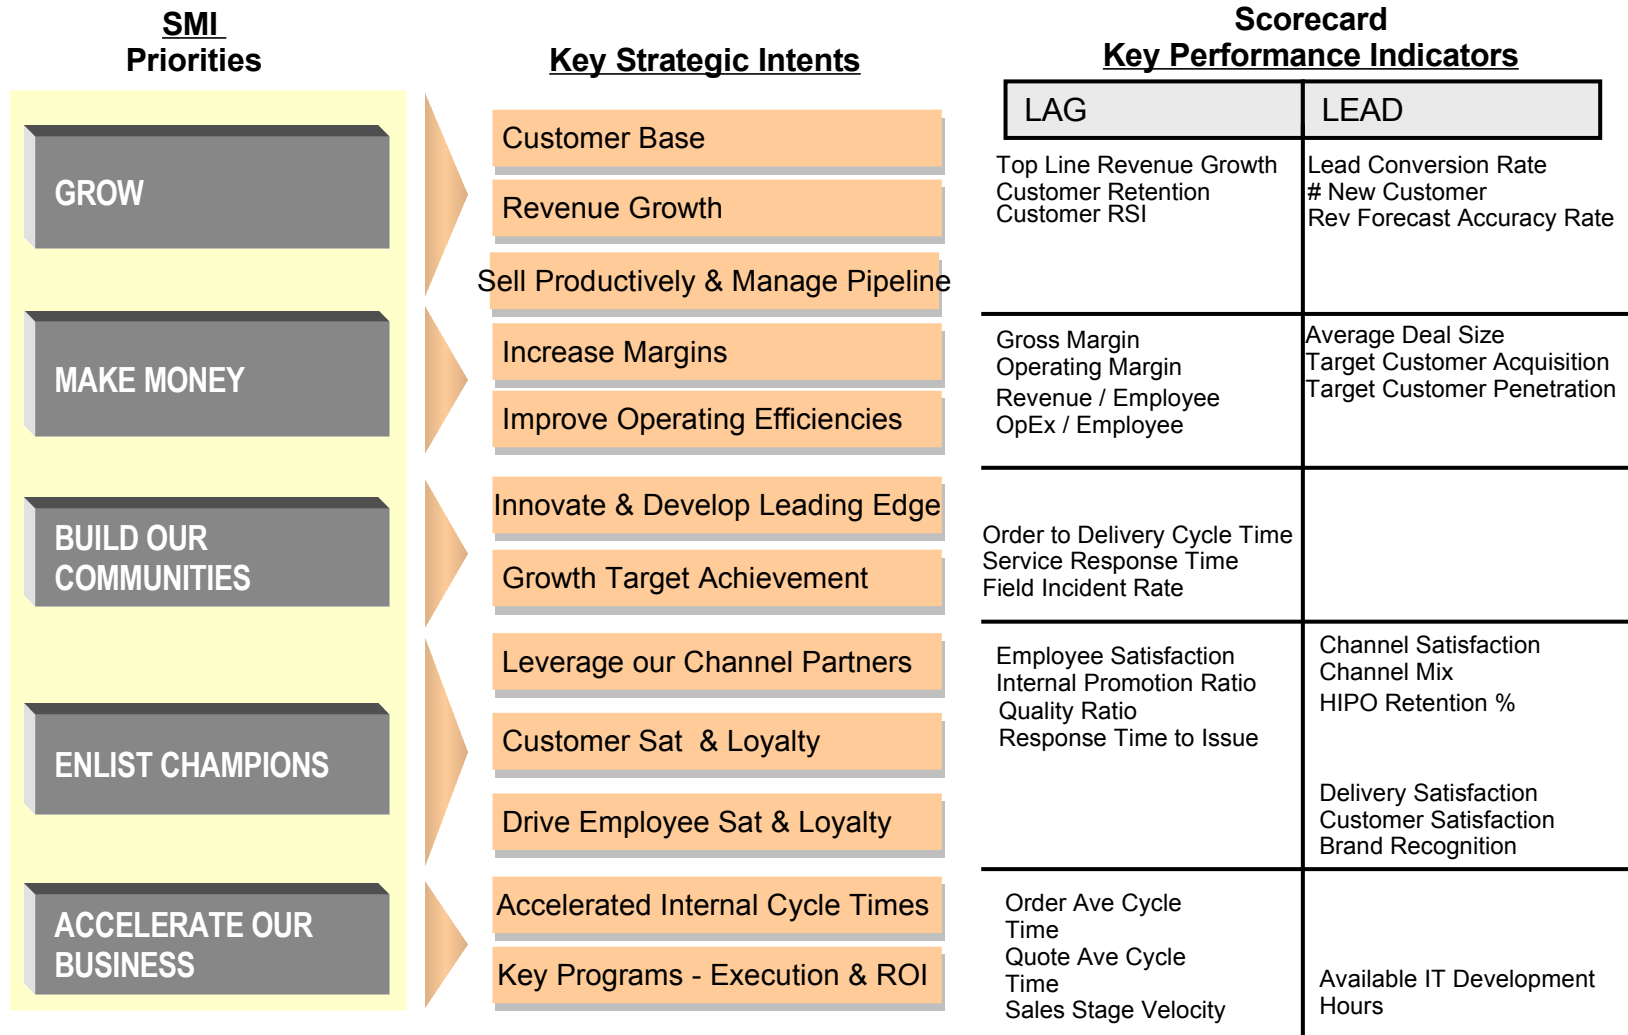 SMI
Priorities
Key Strategic Intents
Scorecard
Key Performance Indicators
LAG
LEAD
GROW
Customer Base
Revenue Growth
Sell Productively & Manage Pipeline
Top Line Revenue Growth
Customer Retention
Customer RSI
Lead Conversion Rate
# New Customer
Rev Forecast Accuracy Rate
MAKE MONEY
Increase Margins
Improve Operating Efficiencies
Gross Margin
Operating Margin
Revenue / Employee
OpEx / Employee
Average Deal Size
Target Customer Acquisition
Target Customer Penetration
BUILD OUR
COMMUNITIES
Innovate & Develop Leading Edge
Growth Target Achievement
Order to Delivery Cycle Time
Service Response Time
Field Incident Rate
ENLIST CHAMPIONS
Leverage our Channel Partners
Customer Sat & Loyalty
Drive Employee Sat & Loyalty
Employee Satisfaction
Internal Promotion Ratio
Quality Ratio
Response Time to Issue
Channel Satisfaction
Channel Mix
HIPO Retention %
Delivery Satisfaction
Customer Satisfaction
Brand Recognition
ACCELERATE OUR
BUSINESS
Accelerated Internal Cycle Times
Key Programs - Execution & ROI
Order Ave Cycle
Time
Quote Ave Cycle
Time
Sales Stage Velocity
Available IT Development
Hours